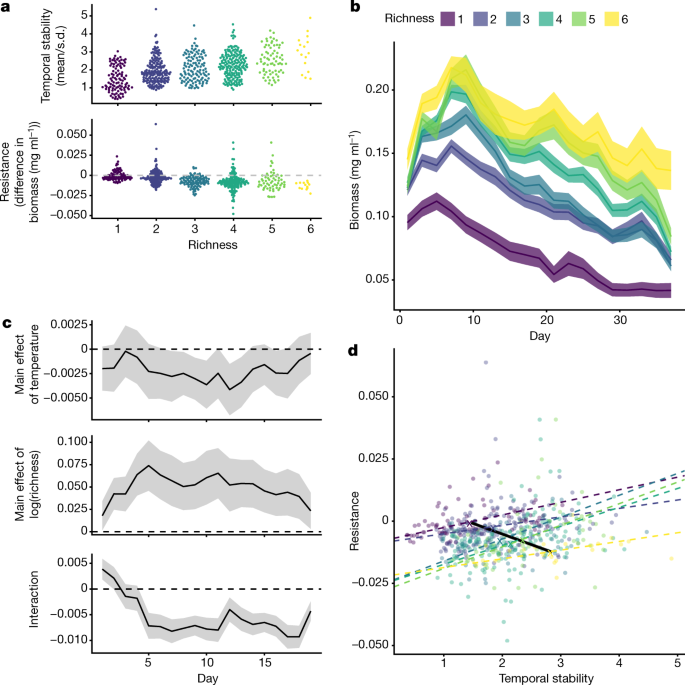 a
Temporal stability
(mean/s.d.)
5
4
3
2
1
Resistance
(difference in
biomass (mg ml−1))
0.050
0.025
0
−0.025
−0.050
1 2 3 4 5 6
Richness
b
Richness 1 2 3 4 5 6
Biomass (mg ml−1)
0.20
0.15
0.10
0.05
0 10 20 30
Day
c
Main effect
of temperature
0.0025
0
−0.0025
−0.0050
Main effect of
log(richness)
0.100
0.075
0.050
0.025
0
Interaction
0.005
0
−0.005
−0.010
5 10 15
Day
d
Resistance
0.050
0.025
0
−0.025
−0.050
1 2 3 4 5
Temporal stability